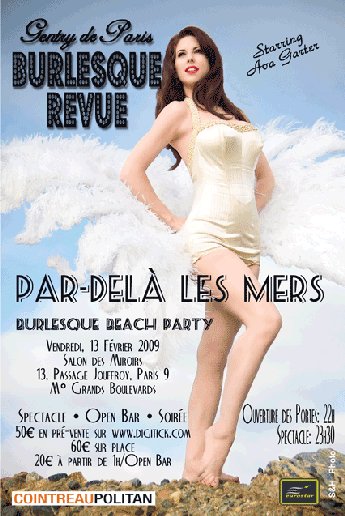 Gentry de Paris
BURLESQUE
REVUE
Starring
Ava Garter
PAR-DELÀ LES MERS
BURLESQUE BEACH PARTY
Vendredi, 13 Février 2009
Salon des Miroirs
13, Passage Jouffroy, Paris 9
M° Grands Boulevards
Spectacle • Open Bar • Soirée
50€ en pré-vente sur www.digitick.com
60€ sur place
20€ à partir de 1h/Open Bar
Ouverture des Portes: 22h
Spectacle: 23h30
COINTREAUPOLITAN
eurostar
S&H Photo